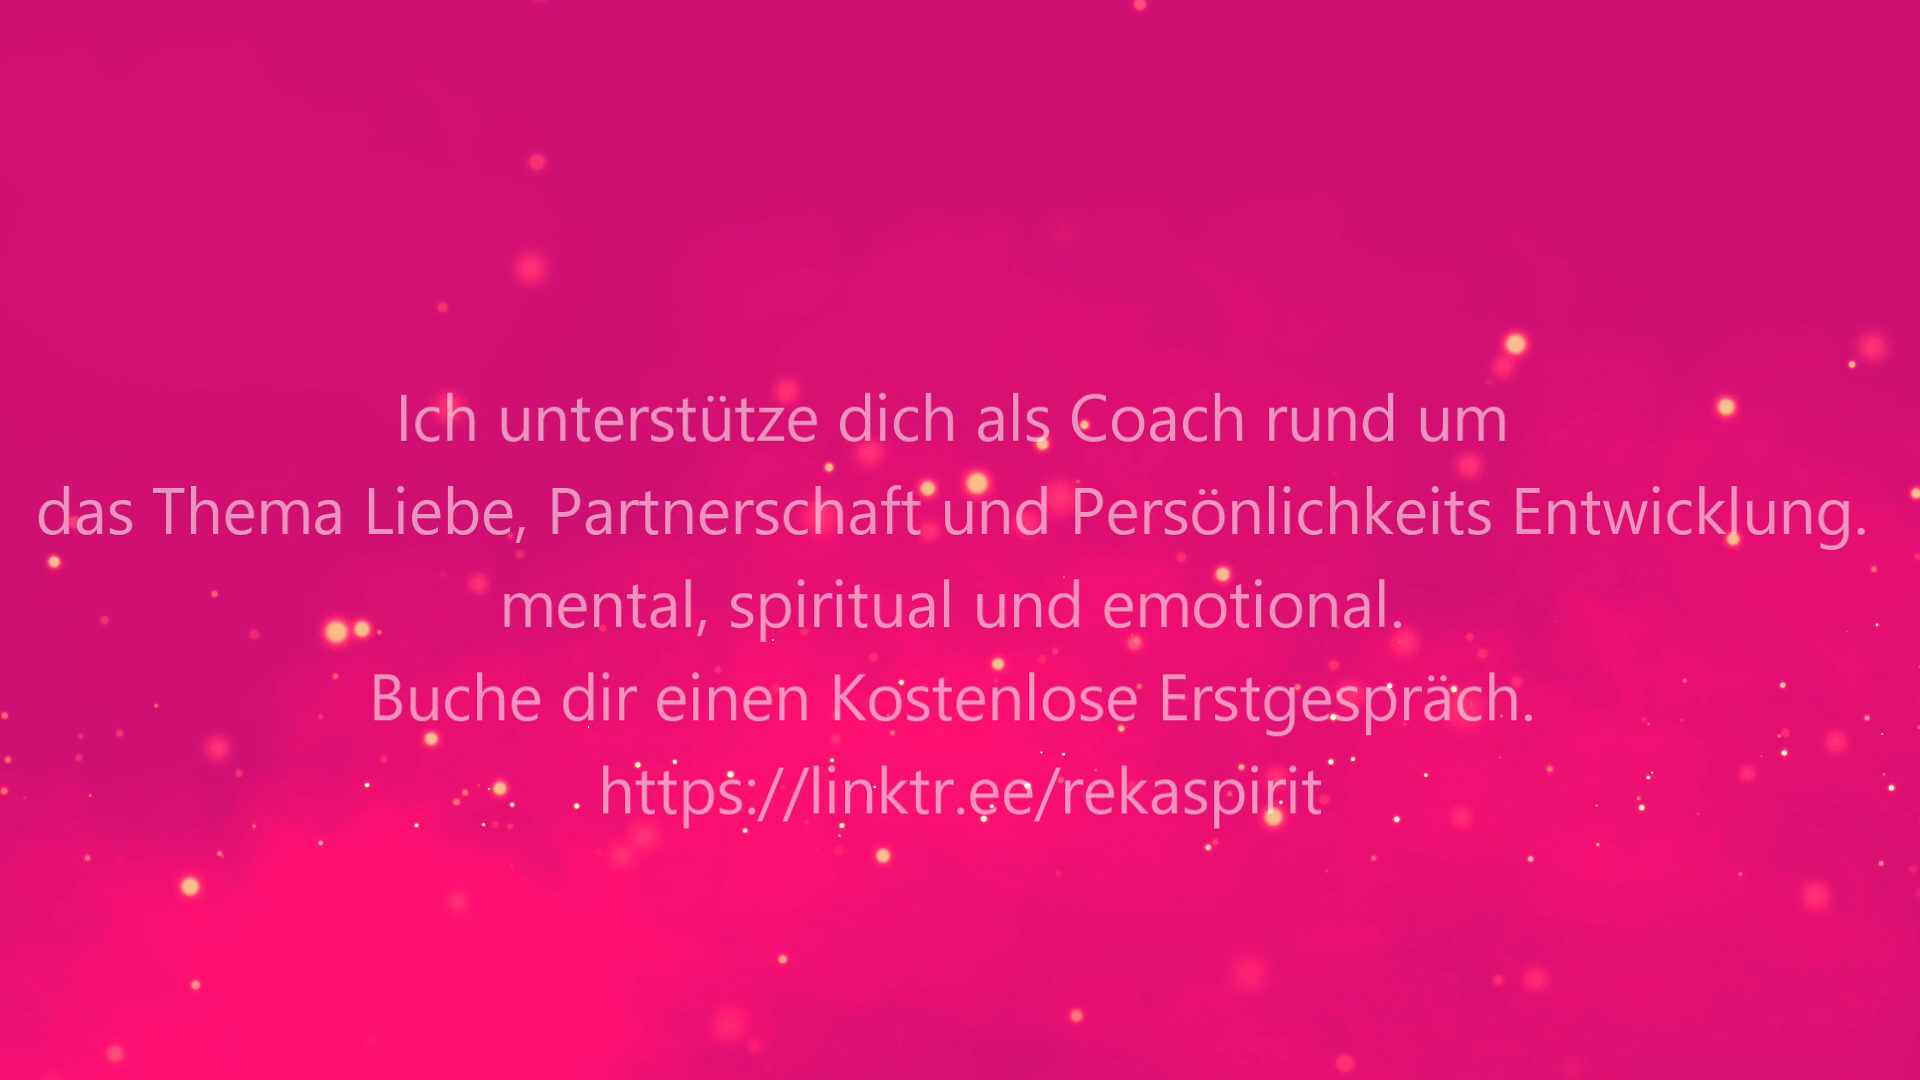 Ich unterstütze dich als Coach rund um
das Thema Liebe, Partnerschaft und Persönlichkeits Entwicklung.
mental, spiritual und emotional.
Buche dir einen Kostenlose Erstgespräch.
https://linktr.ee/rekaspirit